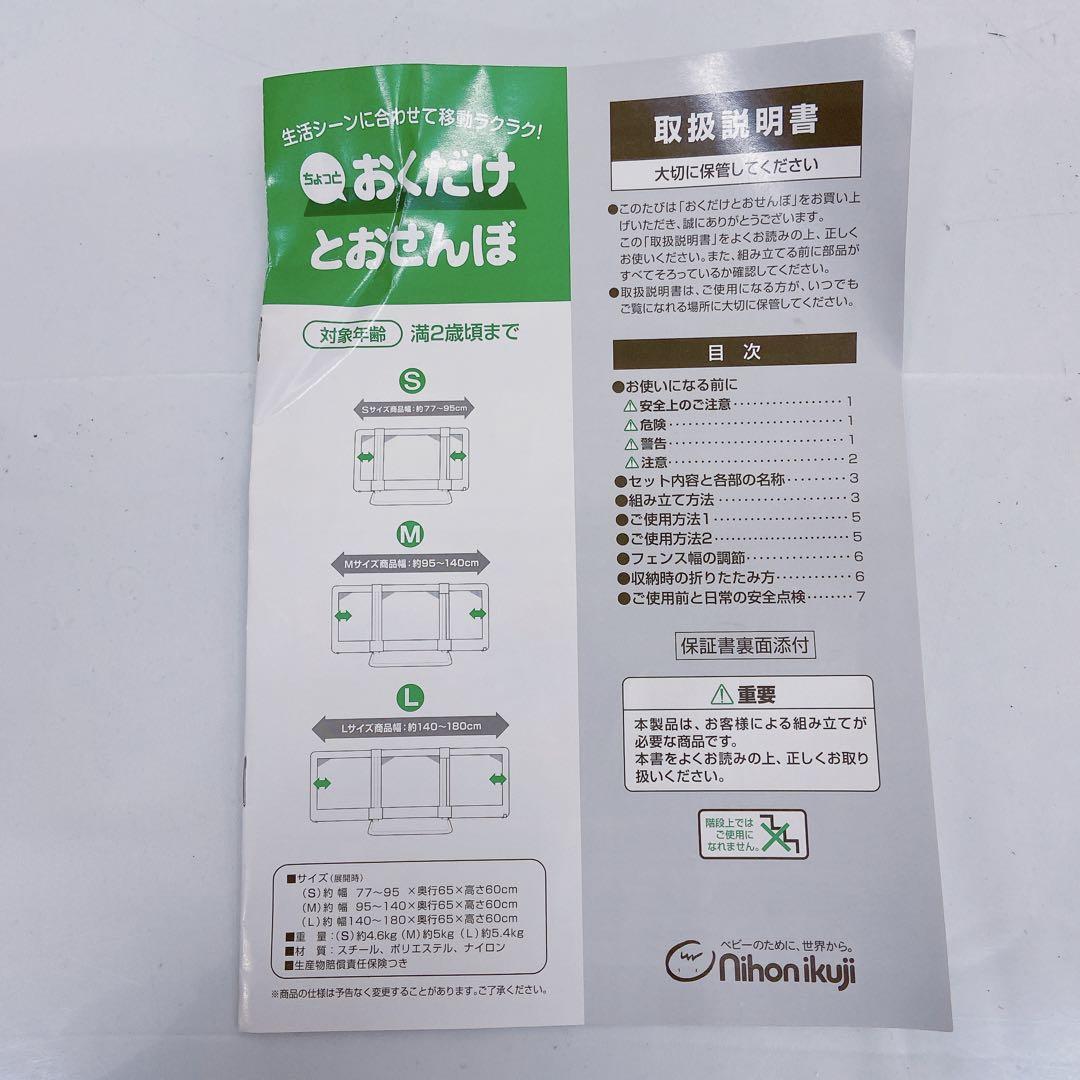 生活シーンに合わせて移動ラクラク!
ちょっと
おくだけ
とおせんぼ
対象年齢 満2歳頃まで
S
Sサイズ商品幅:約77~95cm
M
Mサイズ商品幅:約95~140cm
L
Lサイズ商品幅:約140~180cm
■サイズ(展開時)
(S)約 幅 77~95 ×奥行65×高さ60cm
(M)約 幅 95~140×奥行65×高さ60cm
(L)約 幅140~180×奥行65×高さ60cm
■重 量:(S)約4.6kg(M)約5kg(L)約5.4kg
■材 質:スチール、ポリエステル、ナイロン
■生産物賠償責任保険つき
※商品の仕様は予告なく変更することがあります。ご了承ください。
取扱説明書
大切に保管してください
●このたびは「おくだけとおせんぼ」をお買い上
げいただき、誠にありがとうございます。
この「取扱説明書」をよくお読みの上、正しく
お使いください。また、組み立てる前に部品が
すべてそろっているか確認してください。
●取扱説明書は、ご使用になる方が、いつでも
ご覧になれる場所に大切に保管してください。
目 次
●お使いになる前に
⚠安全上のご注意・・・・・・・・・・・・・・・・1
⚠危険・・・・・・・・・・・・・・・・・・・・・・・・1
⚠警告・・・・・・・・・・・・・・・・・・・・・・・・1
⚠注意・・・・・・・・・・・・・・・・・・・・・・・・2
●セット内容と各部の名称・・・・・・・・・3
●組み立て方法・・・・・・・・・・・・・・・・・・3
●ご使用方法1・・・・・・・・・・・・・・・・・・5
●ご使用方法2・・・・・・・・・・・・・・・・・・5
●フェンス幅の調節・・・・・・・・・・・・・・6
●収納時の折りたたみ方・・・・・・・・・・・6
●ご使用前と日常の安全点検・・・・・・・・7
保証書裏面添付
⚠重要
本製品は、お客様による組み立てが
必要な商品です。
本書をよくお読みの上、正しくお取り
扱いください。
階段上では
ご使用に
なれません。
ベビーのために、世界から。
nihon ikuji